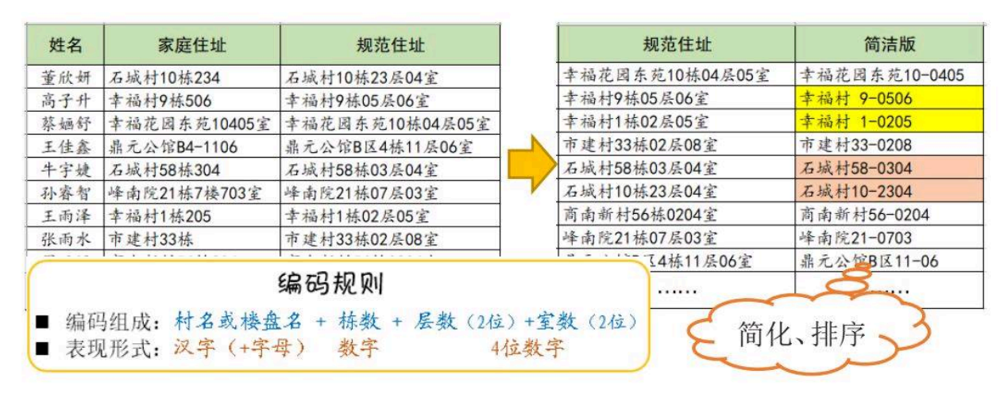 姓名 家庭住址 规范住址
董欣妍 石城村10栋234 石城村10栋23层04室
高子升 幸福村9栋506 幸福村9栋05层06室
蔡婳舒 幸福花园东苑10405室 幸福花园东苑10栋04层05室
王佳鑫 鼎元公馆B4-1106 鼎元公馆B区4栋11层06室
牛宇婕 石城村58栋304 石城村58栋03层04室
孙睿智 峰南院21栋7楼703室 峰南院21栋07层03室
王雨泽 幸福村1栋205 幸福村1栋02层05室
张雨水 市建村33栋 市建村33栋02层08室
规范住址 简洁版
幸福花园东苑10栋04层05室 幸福花园东苑10-0405
幸福村9栋05层06室 幸福村 9-0506
幸福村1栋02层05室 幸福村 1-0205
市建村33栋02层08室 市建村33-0208
石城村58栋03层04室 石城村58-0304
石城村10栋23层04室 石城村10-2304
商南新村56栋0204室 商南新村56-0204
峰南院21栋07层03室 峰南院21-0703
区4栋11层06室 鼎元公馆B区11-06
…… ……
编码规则
■ 编码组成：村名或楼盘名 + 栋数 + 层数（2位）+室数（2位）
■ 表现形式：汉字（+字母） 数字 4位数字
简化、排序